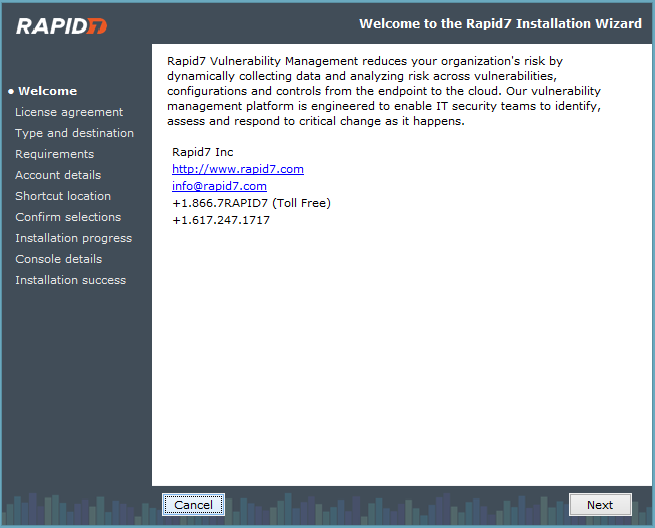 RAPID7
Welcome to the Rapid7 Installation Wizard
Welcome
License agreement
Type and destination
Requirements
Account details
Shortcut location
Confirm selections
Installation progress
Console details
Installation success
Rapid7 Vulnerability Management reduces your organization's risk by
dynamically collecting data and analyzing risk across vulnerabilities,
configurations and controls from the endpoint to the cloud. Our vulnerability
management platform is engineered to enable IT security teams to identify,
assess and respond to critical change as it happens.
Rapid7 Inc
http://www.rapid7.com
info@rapid7.com
+1.866.7RAPID7 (Toll Free)
+1.617.247.1717
Cancel
Next